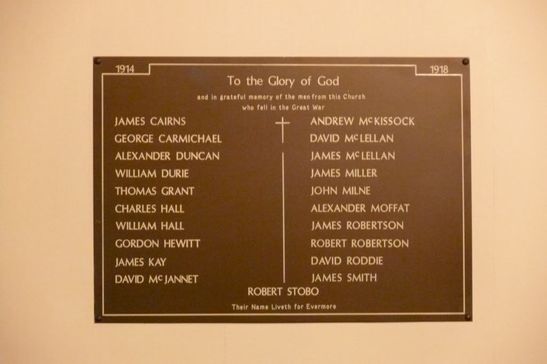 1914
1918
To the Glory of God
and in grateful memory of the men from this Church
who fell in the Great War
JAMES CAIRNS
GEORGE CARMICHAEL
ALEXANDER DUNCAN
WILLIAM DURIE
THOMAS GRANT
CHARLES HALL
WILLIAM HALL
GORDON HEWITT
JAMES KAY
DAVID McJANNET
ANDREW McKISSOCK
DAVID McLELLAN
JAMES McLELLAN
JAMES MILLER
JOHN MILNE
ALEXANDER MOFFAT
JAMES ROBERTSON
ROBERT ROBERTSON
DAVID RODDIE
JAMES SMITH
ROBERT STOBO
Their Name Liveth for Evermore